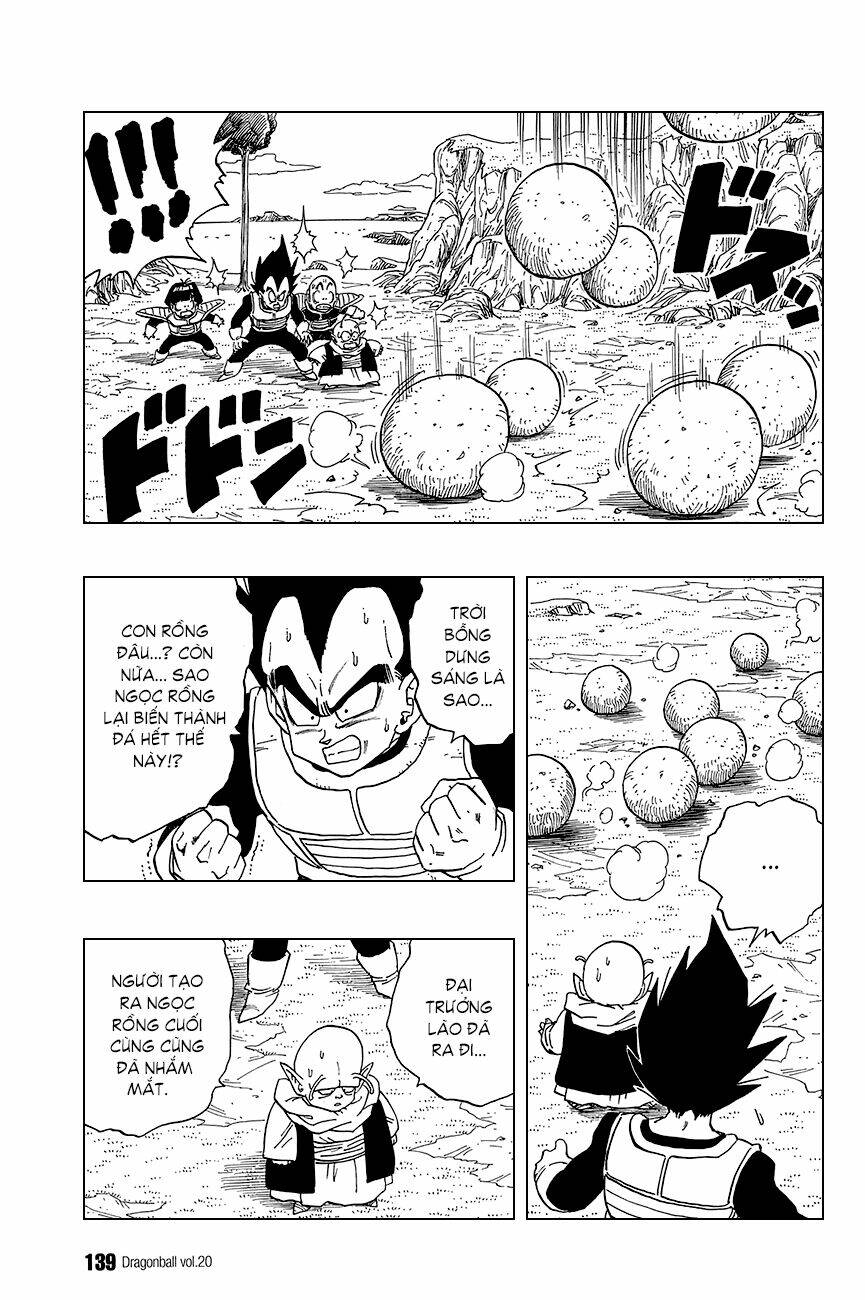 !!!
ドドッ
ドドドン
...
TRỜI
BỖNG
DƯNG
SÁNG LÀ
SAO...
CON RỒNG
ĐÂU...? CÒN
NỮA... SAO
NGỌC RỒNG
LẠI BIẾN THÀNH
ĐÁ HẾT THẾ
NÀY!?
ĐẠI
TRƯỞNG
LÃO ĐÃ
RA ĐI...
NGƯỜI TẠO
RA NGỌC
RỒNG CUỐI
CÙNG CŨNG
ĐÃ NHẮM
MẮT.
139 Dragonball vol.20